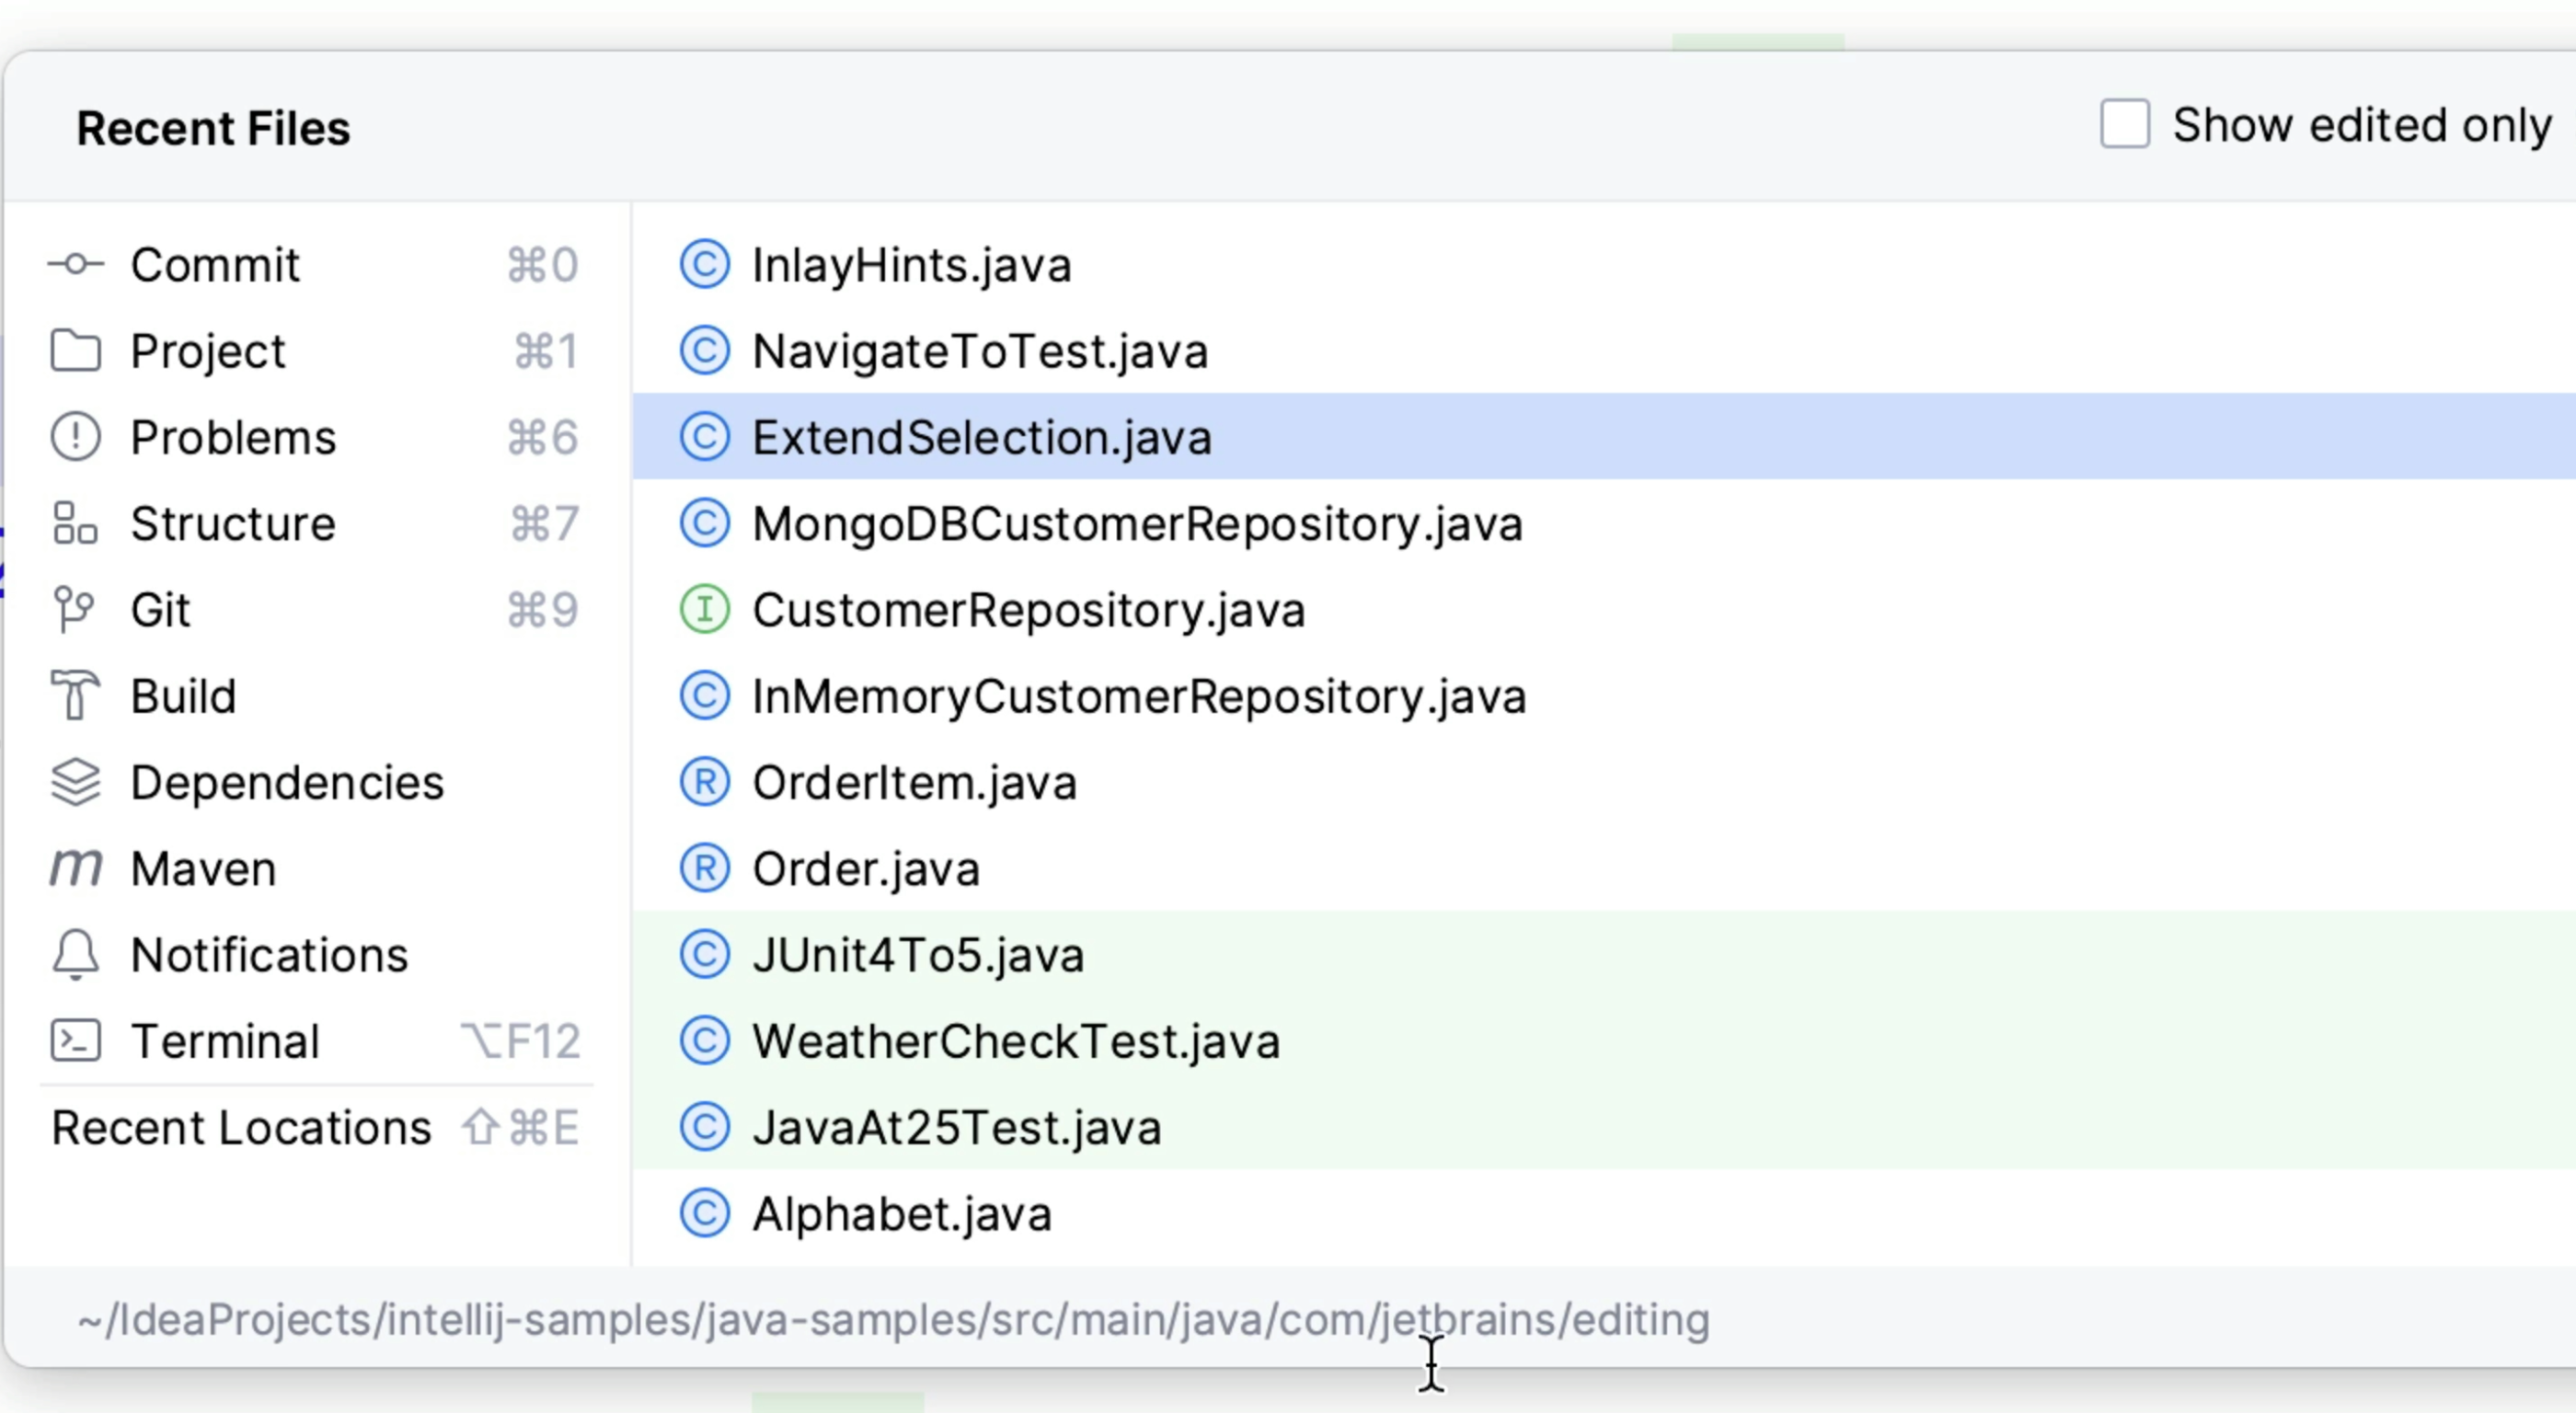 Recent Files
Show edited only
Commit ⌘0
Project ⌘1
Problems ⌘6
Structure ⌘7
Git ⌘9
Build
Dependencies
m Maven
Notifications
Terminal ⌥F12
Recent Locations ⇧⌘E
C InlayHints.java
C NavigateToTest.java
C ExtendSelection.java
C MongoDBCustomerRepository.java
I CustomerRepository.java
C InMemoryCustomerRepository.java
R OrderItem.java
R Order.java
C JUnit4To5.java
C WeatherCheckTest.java
C JavaAt25Test.java
C Alphabet.java
~/IdeaProjects/intellij-samples/java-samples/src/main/java/com/jetbrains/editing